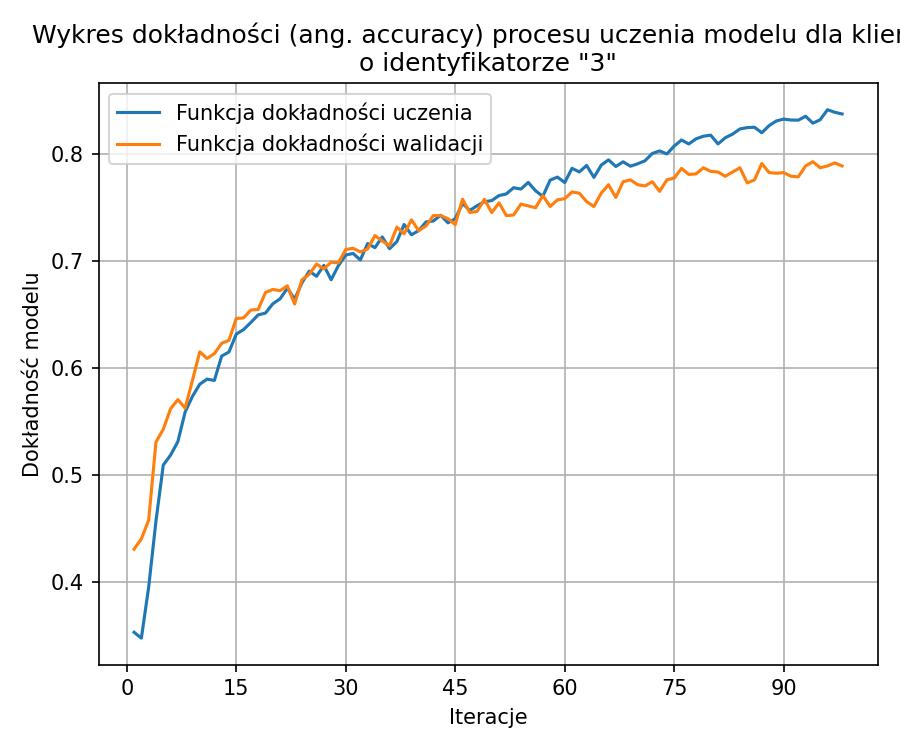 Wykres dokładności (ang. accuracy) procesu uczenia modelu dla
o identyfikatorze "3"
Funkcja dokładności uczenia
Funkcja dokładności walidacji
0.8
0.7
0.6
0.5
0.4
Dokładność modelu
0
15
30
45
60
75
90
Iteracje